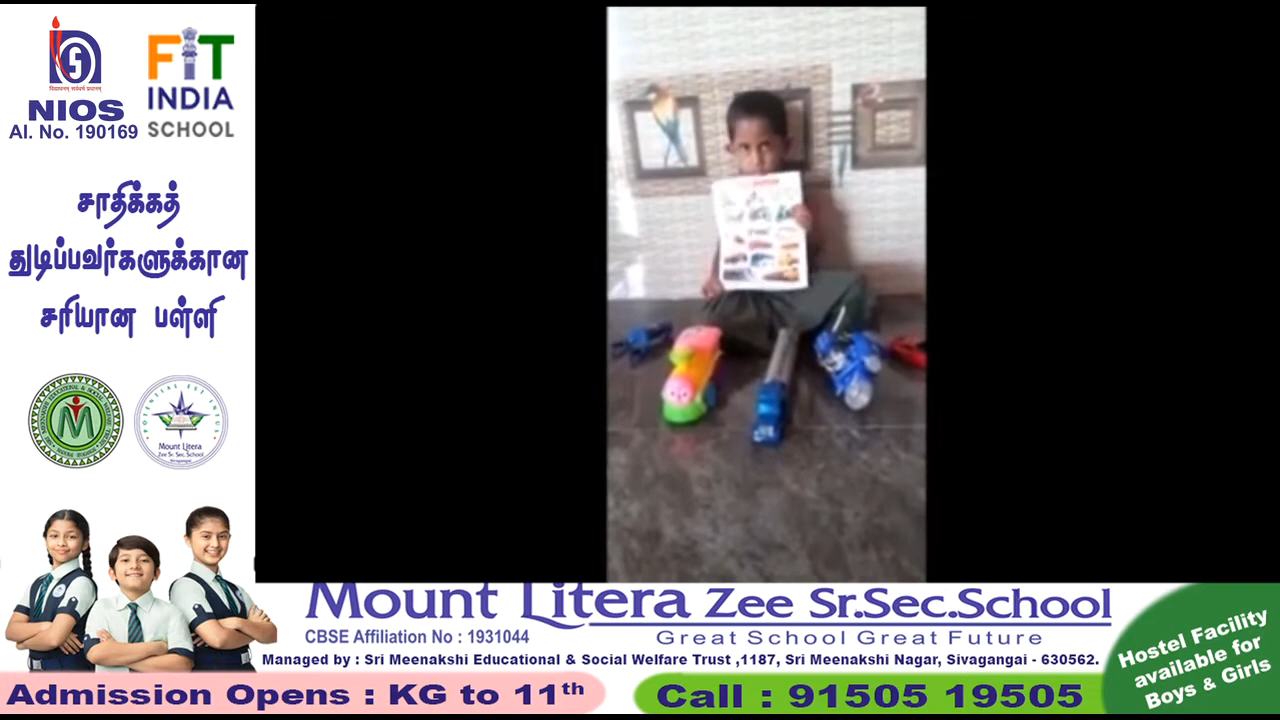 NIOS
AI. No. 190169
FIT
INDIA
SCHOOL
சாதிக்கத்
துடிப்பவர்களுக்கான
சரியான பள்ளி
Mount Litera
Zee Sr. Sec. School
Mount Litera Zee Sr.Sec.School
CBSE Affiliation No : 1931044
Great School Great Future
Managed by : Sri Meenakshi Educational & Social Welfare Trust ,1187, Sri Meenakshi Nagar, Sivagangai - 630562.
Hostel Facility
available for
Boys & Girls
Admission Opens : KG to 11th
Call : 91505 19505